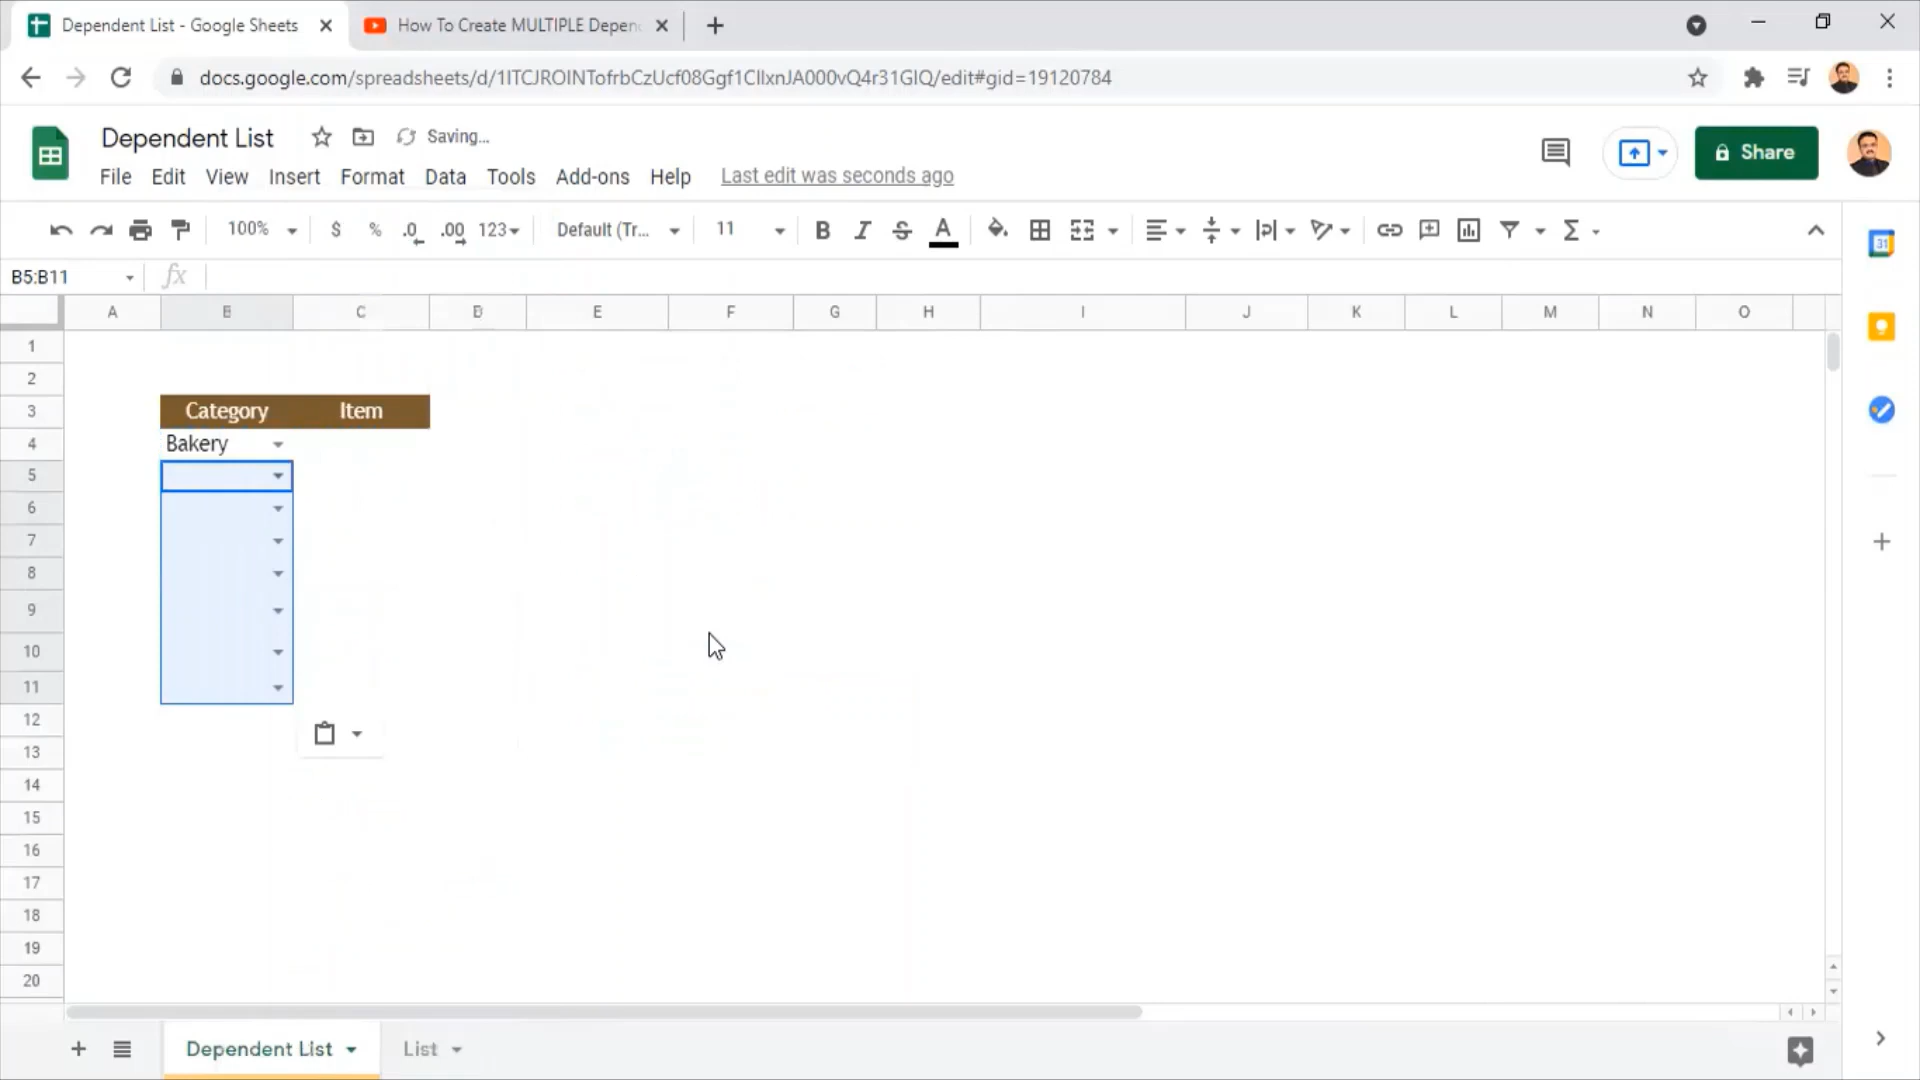 Dependent List - Google Sheets
How To Create MULTIPLE Depen
docs.google.com/spreadsheets/d/1ITCJROINTofrbCzUcf08Ggf1CIlxnJA000vQ4r31GlQ/edit#gid=19120784
Dependent List Saving...
File Edit View Insert Format Data Tools Add-ons Help Last edit was seconds ago
Share
100% $ % .0 .00 123 Default (Tr... 11 B I S A Σ
B5:B11 fx
A B C D E F G H I J K L M N O
1
2
3 Category Item
4 Bakery
5
6
7
8
9
10
11
12
13
14
15
16
17
18
19
20
Dependent List List
31